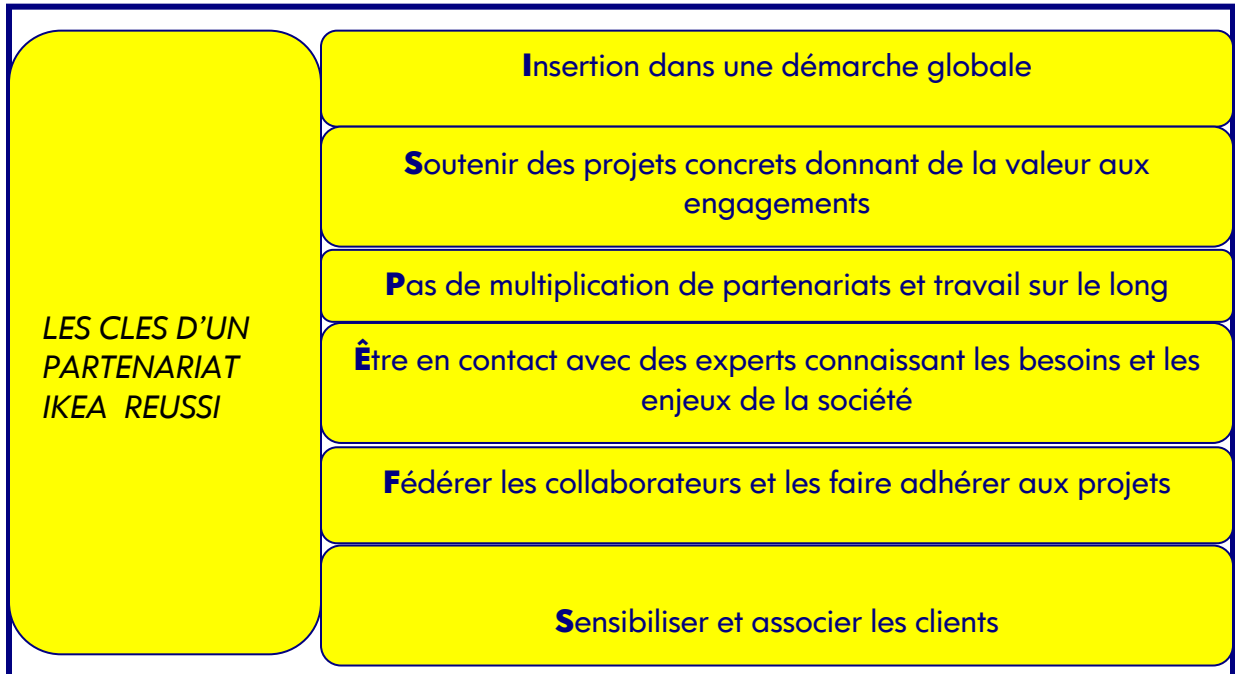 LES CLES D'UN
PARTENARIAT
IKEA REUSSI
Insertion dans une démarche globale
Soutenir des projets concrets donnant de la valeur aux
engagements
Pas de multiplication de partenariats et travail sur le long
Être en contact avec des experts connaissant les besoins et les
enjeux de la société
Fédérer les collaborateurs et les faire adhérer aux projets
Sensibiliser et associer les clients